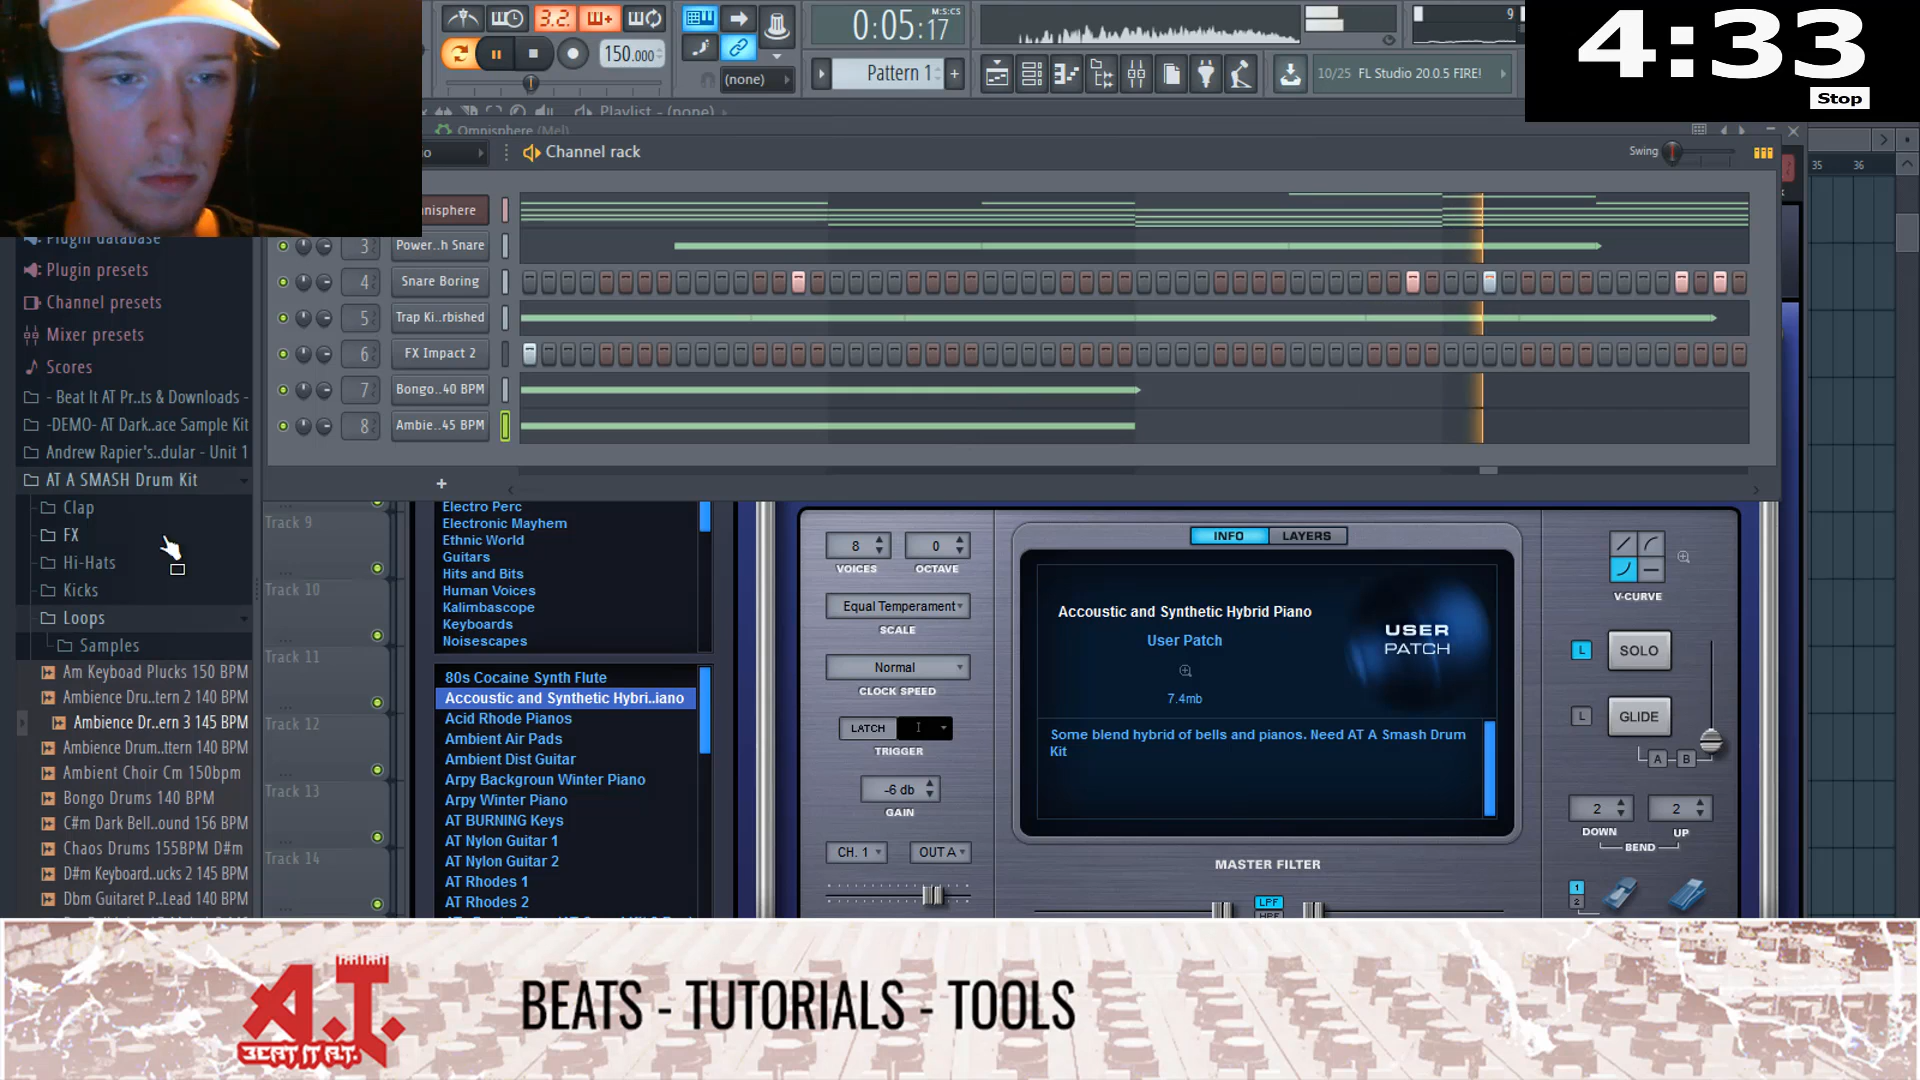 3.2.
150.000
(none)
0:05:17
M:S:CS
9
Pattern 1
10/25 FL Studio 20.0.5 FIRE!
4:33
Stop
Playlist - (none)
Omnisphere (Mel)
Channel rack
Swing
35
36
Plugin database
Plugin presets
Channel presets
Mixer presets
Scores
- Beat It AT Pr..ts & Downloads -
-DEMO- AT Dark..ace Sample Kit
Andrew Rapier's..dular - Unit 1
AT A SMASH Drum Kit
Clap
FX
Hi-Hats
Kicks
Loops
Samples
Am Keyboad Plucks 150 BPM
Ambience Dru..tern 2 140 BPM
Ambience Dr..ern 3 145 BPM
Ambience Drum..ttern 140 BPM
Ambient Choir Cm 150bpm
Bongo Drums 140 BPM
C#m Dark Bell..ound 156 BPM
Chaos Drums 155BPM D#m
D#m Keyboard..ucks 2 145 BPM
Dbm Guitaret P..Lead 140 BPM
3
Power..h Snare
4
Snare Boring
5
Trap Ki..rbished
6
FX Impact 2
7
Bongo..40 BPM
8
Ambie..45 BPM
+
Track 9
Track 10
Track 11
Track 12
Track 13
Track 14
Electro Perc
Electronic Mayhem
Ethnic World
Guitars
Hits and Bits
Human Voices
Kalimbascope
Keyboards
Noisescapes
80s Cocaine Synth Flute
Accoustic and Synthetic Hybri..iano
Acid Rhode Pianos
Ambient Air Pads
Ambient Dist Guitar
Arpy Backgroun Winter Piano
Arpy Winter Piano
AT BURNING Keys
AT Nylon Guitar 1
AT Nylon Guitar 2
AT Rhodes 1
AT Rhodes 2
8
0
VOICES
OCTAVE
Equal Temperament
SCALE
Normal
CLOCK SPEED
LATCH
TRIGGER
-6 db
GAIN
CH. 1
OUT A
INFO
LAYERS
Accoustic and Synthetic Hybrid Piano
User Patch
7.4mb
USER
PATCH
Some blend hybrid of bells and pianos. Need AT A Smash Drum
Kit
MASTER FILTER
LPF
HPF
V-CURVE
L
SOLO
L
GLIDE
A
B
2
2
DOWN
UP
BEND
1
2
A.T.
BEAT IT A.T.
BEATS - TUTORIALS - TOOLS